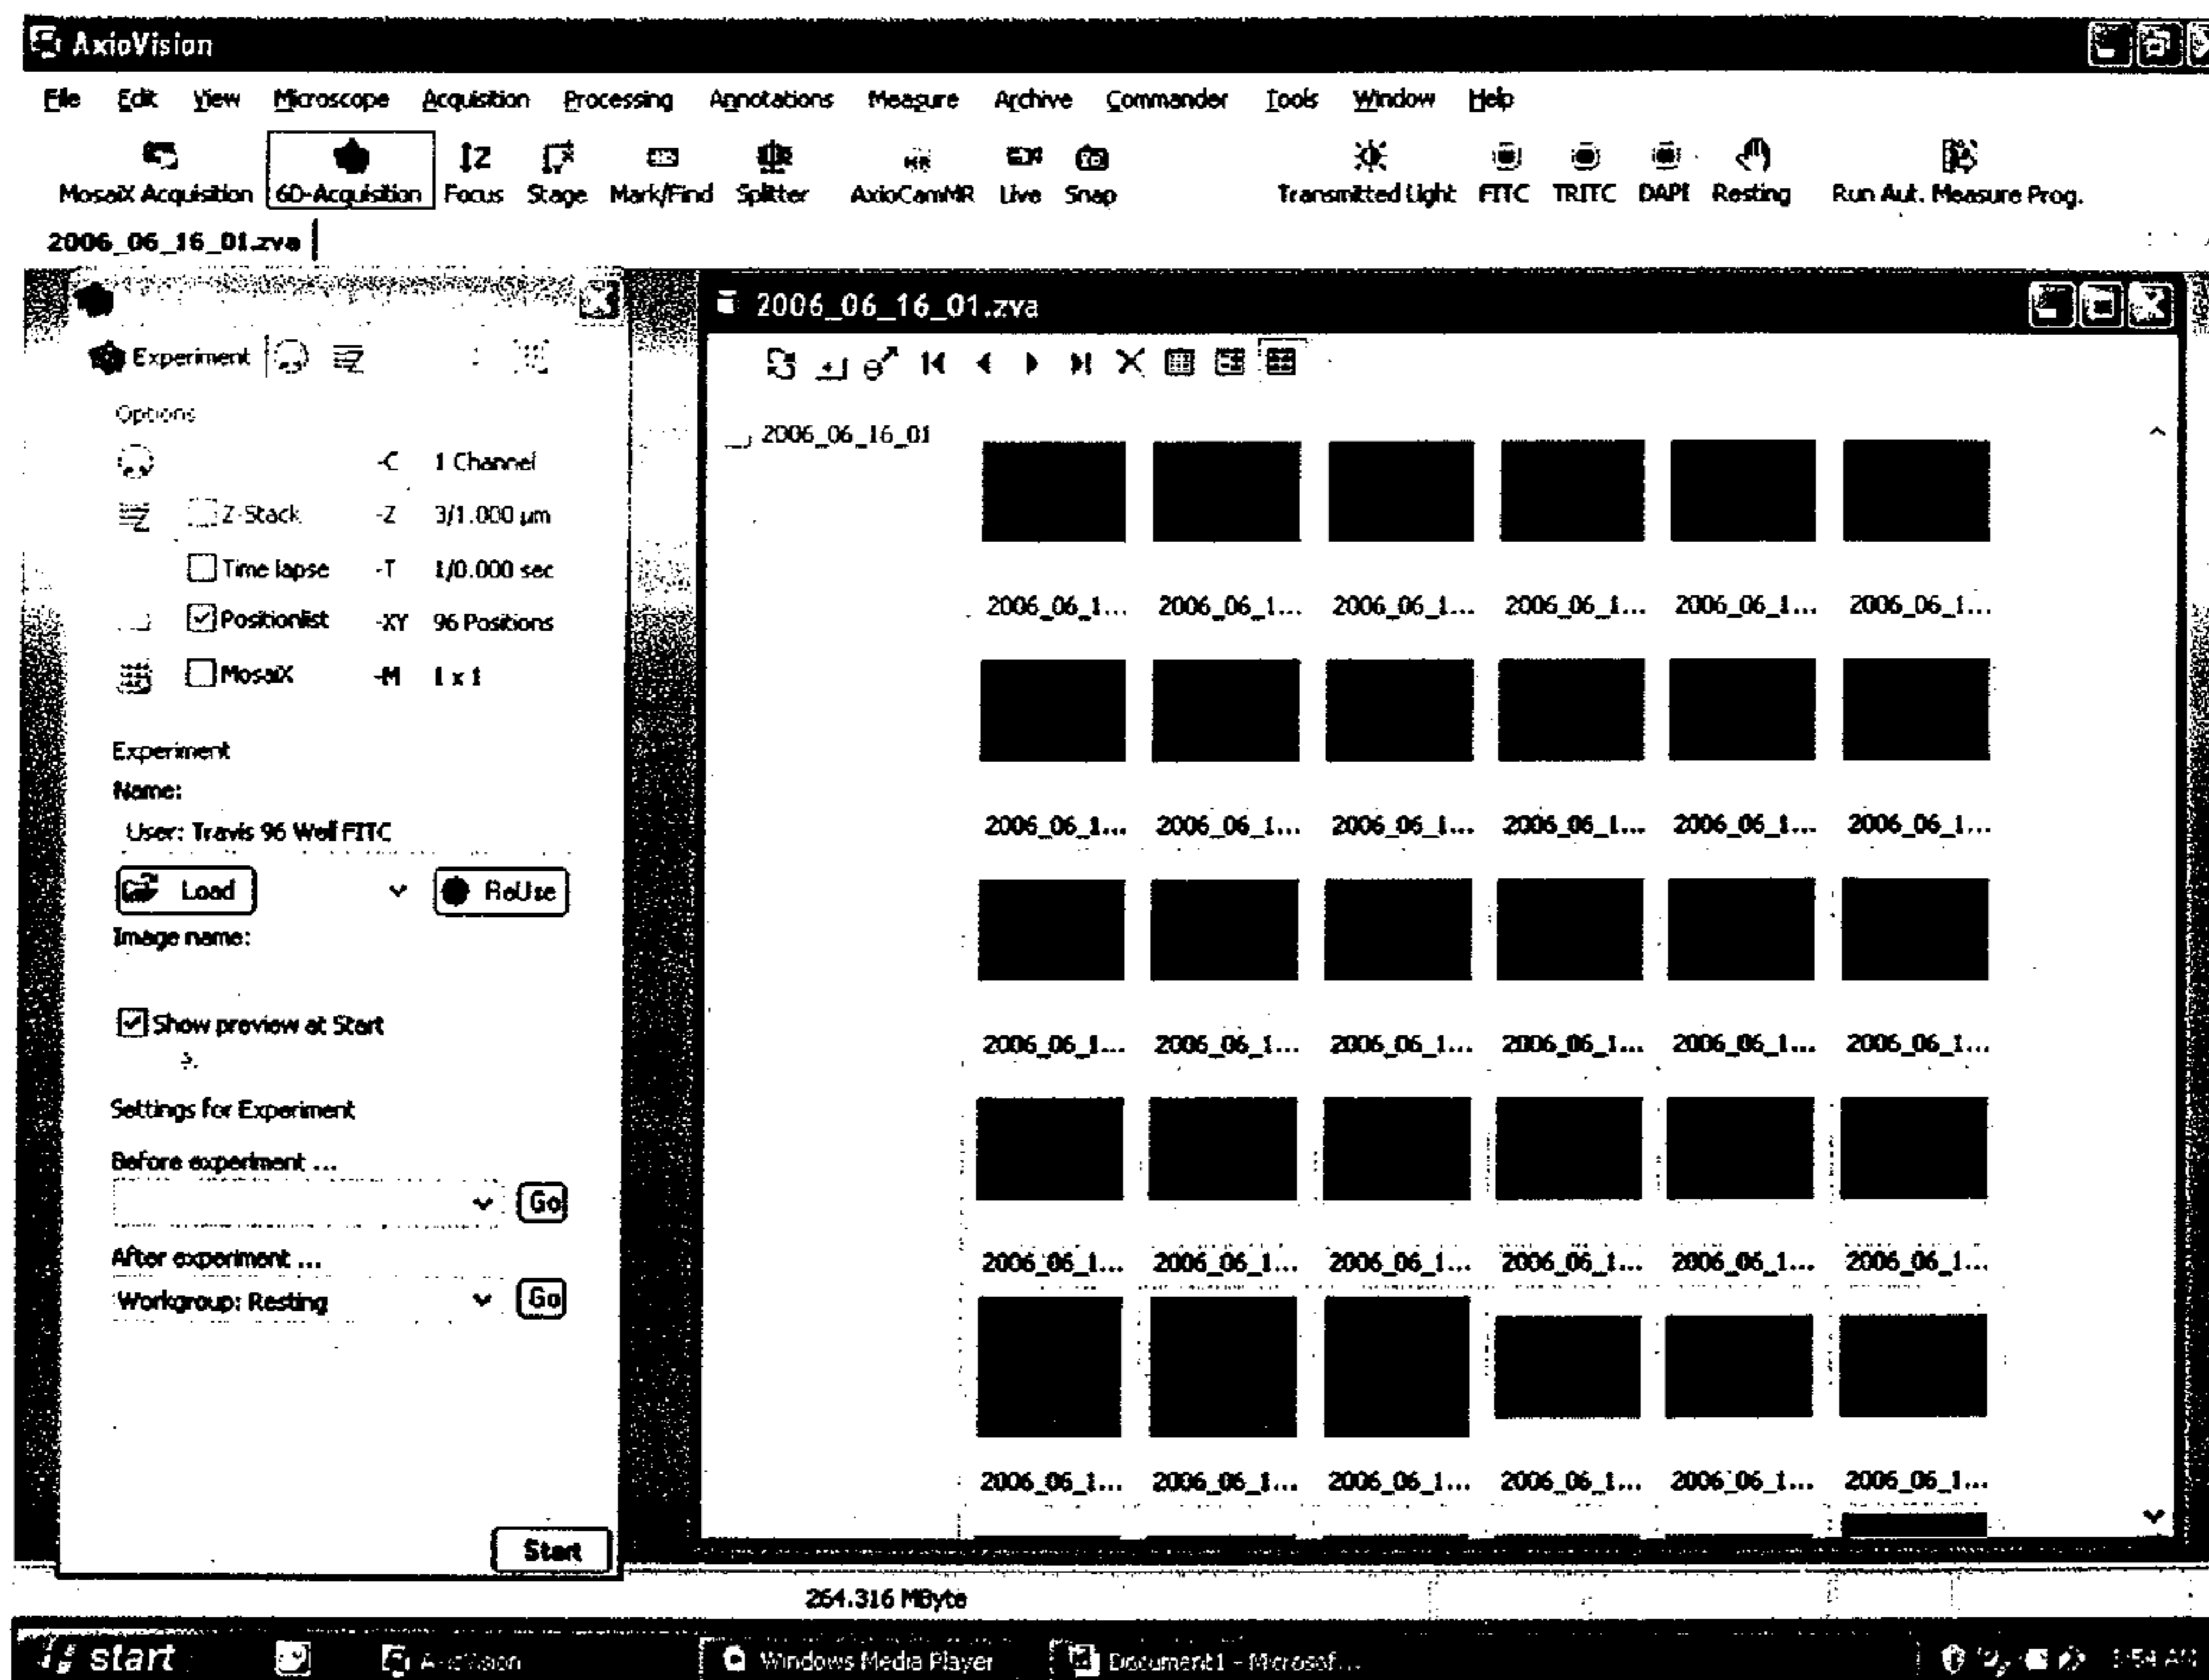 AxioVision
File Edit View Microscope Acquisition Processing Annotations Measure Archive Commander Tools Window Help
MosaiX Acquisition 6D-Acquisition Focus Stage Mark/Find Splitter AxioCamMR Live Snap Transmitted Light FITC TRITC DAPI Resting Run Aut. Measure Prog.
2006_06_16_01.zva
Experiment
Options
-C 1 Channel
Z-Stack -Z 3/1.000 µm
Time lapse -T 1/0.000 sec
Positionlist -XY 96 Positions
MosaiX -M 1 x 1
Experiment
Name:
User: Travis 96 Well FITC
Load ReUse
Image name:
Show preview at Start
Settings for Experiment
Before experiment ...
Go
After experiment ...
Workgroup: Resting Go
Start
2006_06_16_01.zva
2006_06_16_01
2006_06_1... 2006_06_1... 2006_06_1... 2006_06_1... 2006_06_1... 2006_06_1...
2006_06_1... 2006_06_1... 2006_06_1... 2006_06_1... 2006_06_1... 2006_06_1...
2006_06_1... 2006_06_1... 2006_06_1... 2006_06_1... 2006_06_1... 2006_06_1...
2006_06_1... 2006_06_1... 2006_06_1... 2006_06_1... 2006_06_1... 2006_06_1...
2006_06_1... 2006_06_1... 2006_06_1... 2006_06_1... 2006_06_1... 2006_06_1...
264.316 MByte
start AxioVision Windows Media Player Document1 - Microsof... AM